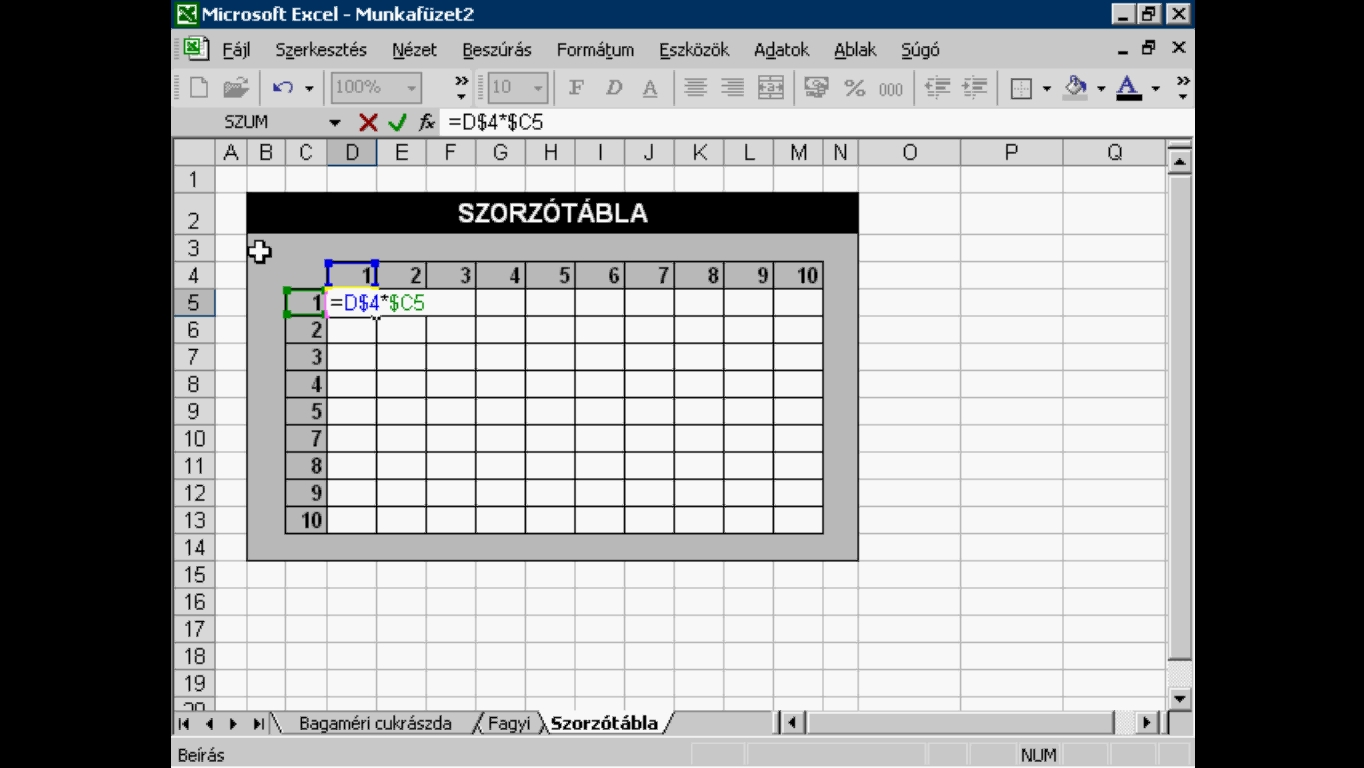 Microsoft Excel - Munkafüzet2
Fájl Szerkesztés Nézet Beszúrás Formátum Eszközök Adatok Ablak Súgó
100% 10 F D A % 000 A
SZUM fx =D$4*$C5
A B C D E F G H I J K L M N O P Q
1
2 SZORZÓTÁBLA
3
4 1 2 3 4 5 6 7 8 9 10
5 1 =D$4*$C5
6 2
7 3
8 4
9 5
10 7
11 8
12 9
13 10
14
15
16
17
18
19
20
Bagaméri cukrászda Fagyi Szorzótábla
Beírás NUM